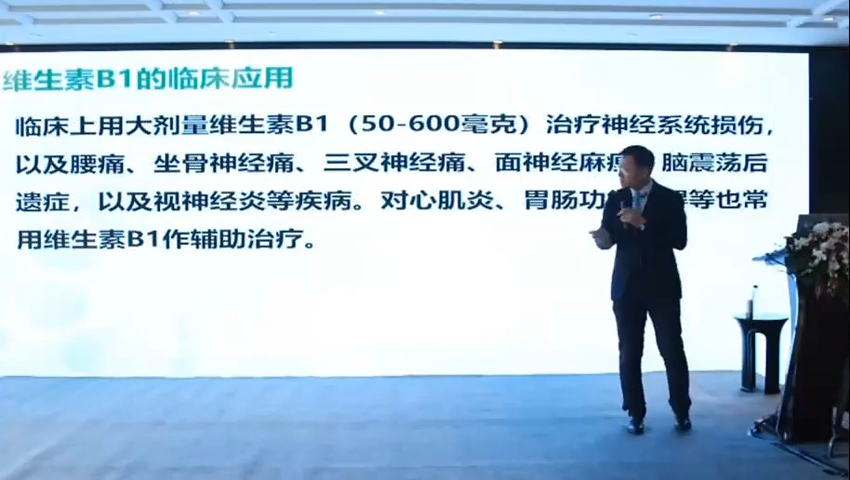 维生素B1的临床应用
临床上用大剂量维生素B1（50-600毫克）治疗神经系统损伤，
以及腰痛、坐骨神经痛、三叉神经痛、面神经麻 脑震荡后
遗症，以及视神经炎等疾病。对心肌炎、胃肠功 等也常
用维生素B1作辅助治疗。